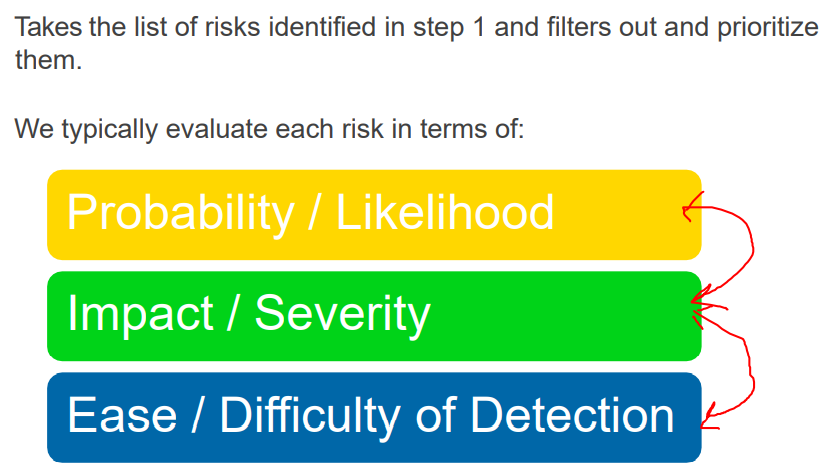 Takes the list of risks identified in step 1 and filters out and prioritize
them.
We typically evaluate each risk in terms of:
Probability / Likelihood
Impact / Severity
Ease / Difficulty of Detection